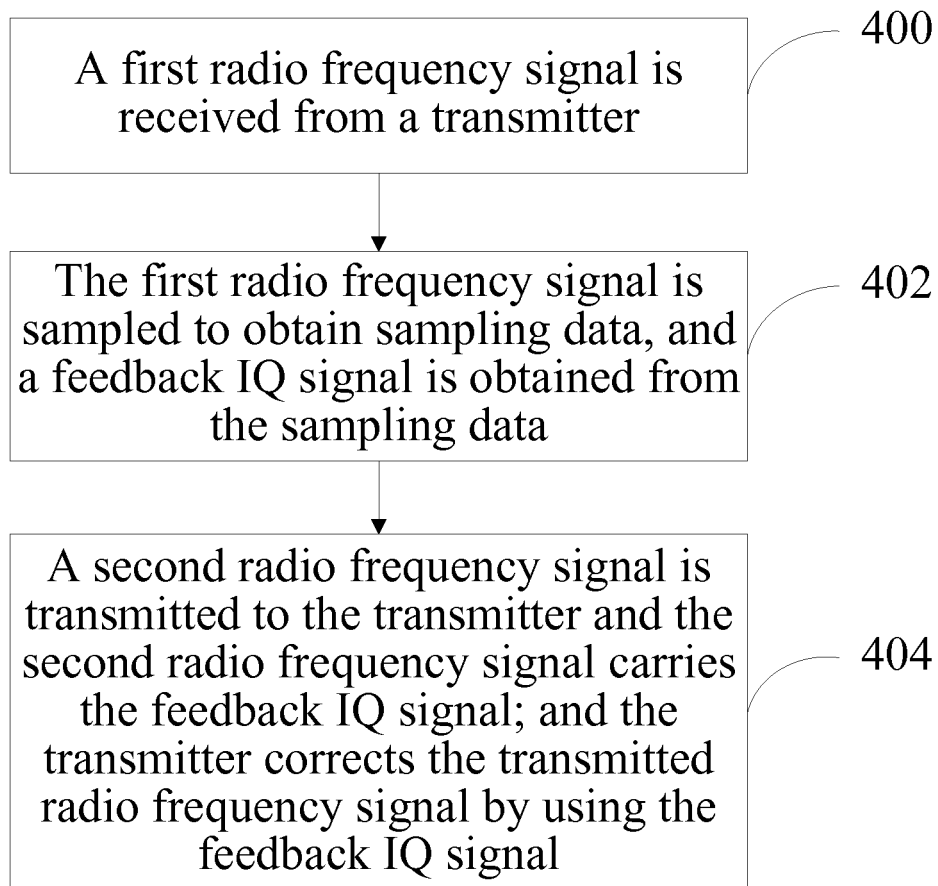 A first radio frequency signal is
received from a transmitter
400
The first radio frequency signal is
sampled to obtain sampling data, and
a feedback IQ signal is obtained from
the sampling data
402
A second radio frequency signal is
transmitted to the transmitter and the
second radio frequency signal carries
the feedback IQ signal; and the
transmitter corrects the transmitted
radio frequency signal by using the
feedback IQ signal
404